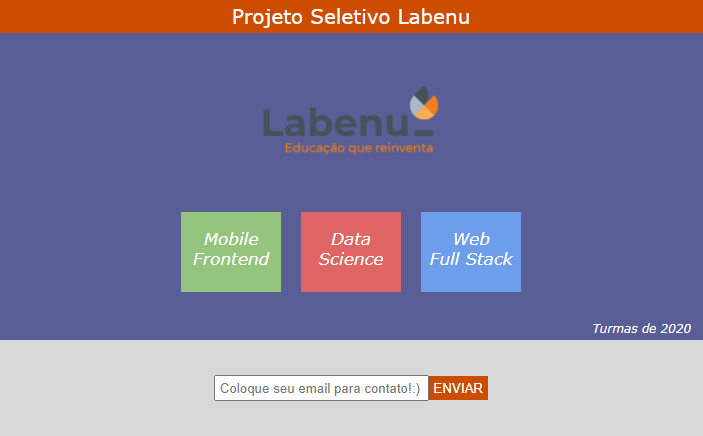 Projeto Seletivo Labenu
Labenu_
Educação que reinventa
Mobile
Frontend
Data
Science
Web
Full Stack
Turmas de 2020
Coloque seu email para contato!:)
ENVIAR